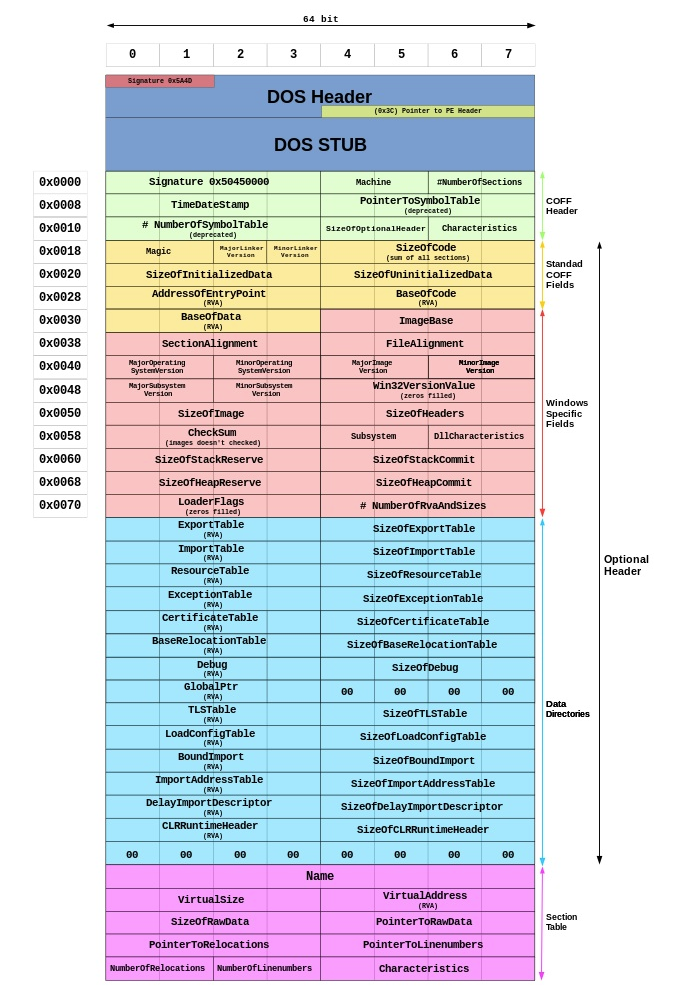 64 bit
0 1 2 3 4 5 6 7
Signature 0x5A4D
DOS Header
(0x3C) Pointer to PE Header
DOS STUB
0x0000 Signature 0x50450000 Machine #NumberOfSections
0x0008 TimeDateStamp PointerToSymbolTable
(deprecated)
COFF
Header
0x0010 # NumberOfSymbolTable
(deprecated)
SizeOfOptionalHeader Characteristics
0x0018 Magic MajorLinker
Version
MinorLinker
Version
SizeOfCode
(sum of all sections)
0x0020 SizeOfInitializedData SizeOfUninitializedData
Standad
COFF
Fields
0x0028 AddressOfEntryPoint
(RVA)
BaseOfCode
(RVA)
0x0030 BaseOfData
(RVA)
ImageBase
0x0038 SectionAlignment FileAlignment
0x0040 MajorOperating
SystemVersion
MinorOperating
SystemVersion
MajorImage
Version
MinorImage
Version
0x0048 MajorSubsystem
Version
MinorSubsystem
Version
Win32VersionValue
(zeros filled)
0x0050 SizeOfImage SizeOfHeaders
Windows
Specific
Fields
0x0058 CheckSum
(images doesn't checked)
Subsystem DllCharacteristics
0x0060 SizeOfStackReserve SizeOfStackCommit
0x0068 SizeOfHeapReserve SizeOfHeapCommit
0x0070 LoaderFlags
(zeros filled)
# NumberOfRvaAndSizes
ExportTable
(RVA)
SizeOfExportTable
ImportTable
(RVA)
SizeOfImportTable
Optional
Header
ResourceTable
(RVA)
SizeOfResourceTable
ExceptionTable
(RVA)
SizeOfExceptionTable
CertificateTable
(RVA)
SizeOfCertificateTable
BaseRelocationTable
(RVA)
SizeOfBaseRelocationTable
Debug
(RVA)
SizeOfDebug
GlobalPtr
(RVA)
00 00 00 00
Data
Directories
TLSTable
(RVA)
SizeOfTLSTable
LoadConfigTable
(RVA)
SizeOfLoadConfigTable
BoundImport
(RVA)
SizeOfBoundImport
ImportAddressTable
(RVA)
SizeOfImportAddressTable
DelayImportDescriptor
(RVA)
SizeOfDelayImportDescriptor
CLRRuntimeHeader
(RVA)
SizeOfCLRRuntimeHeader
00 00 00 00 00 00 00 00
Name
VirtualSize VirtualAddress
(RVA)
SizeOfRawData PointerToRawData
Section
Table
PointerToRelocations PointerToLinenumbers
NumberOfRelocations NumberOfLinenumbers Characteristics